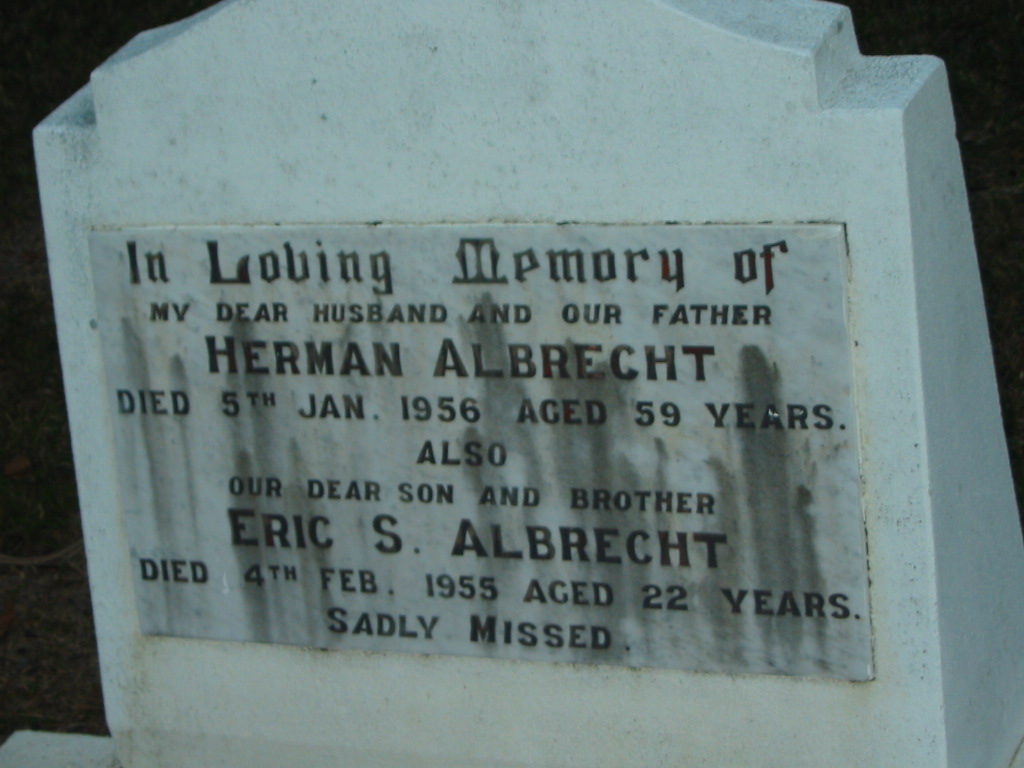 In Loving Memory of
MY DEAR HUSBAND AND OUR FATHER
HERMAN ALBRECHT
DIED 5TH JAN. 1956 AGED 59 YEARS.
ALSO
OUR DEAR SON AND BROTHER
ERIC S. ALBRECHT
DIED 4TH FEB. 1955 AGED 22 YEARS.
SADLY MISSED.